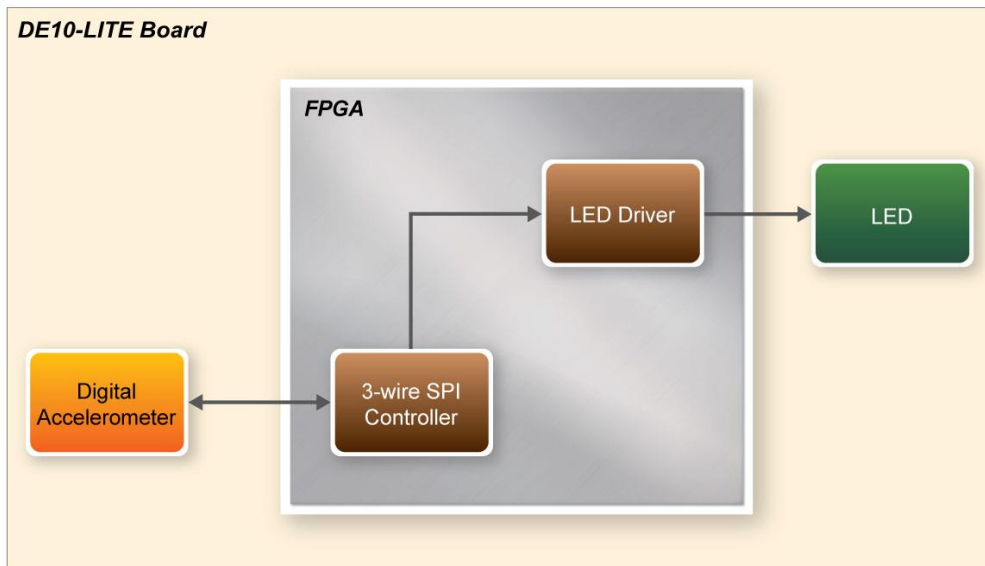 DE10-LITE Board
FPGA
LED Driver
LED
Digital
Accelerometer
3-wire SPI
Controller